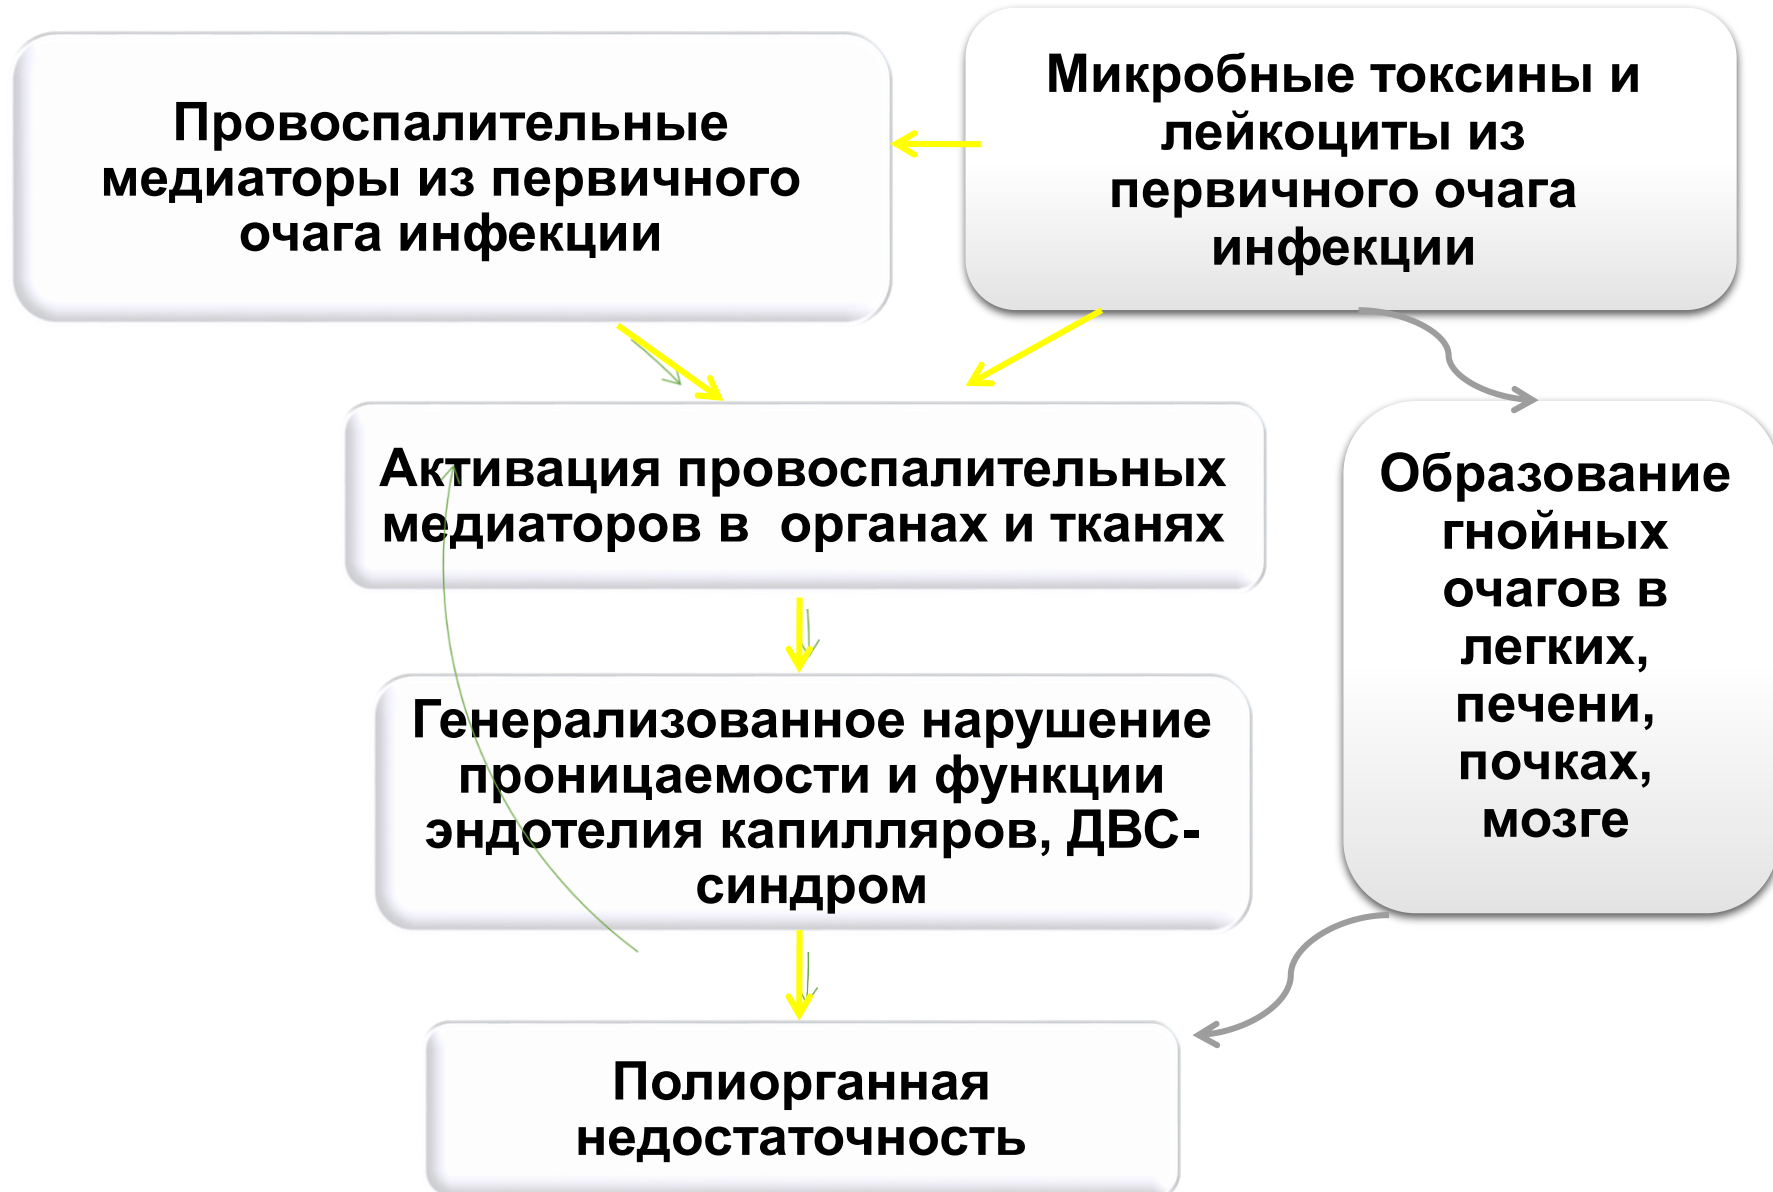 Провоспалительные
медиаторы из первичного
очага инфекции
Микробные токсины и
лейкоциты из
первичного очага
инфекции
Активация провоспалительных
медиаторов в  органах и тканях
Образование
гнойных
очагов в
легких,
печени,
почках,
мозге
Генерализованное нарушение
проницаемости и функции
эндотелия капилляров, ДВС-
синдром
Полиорганная
недостаточность